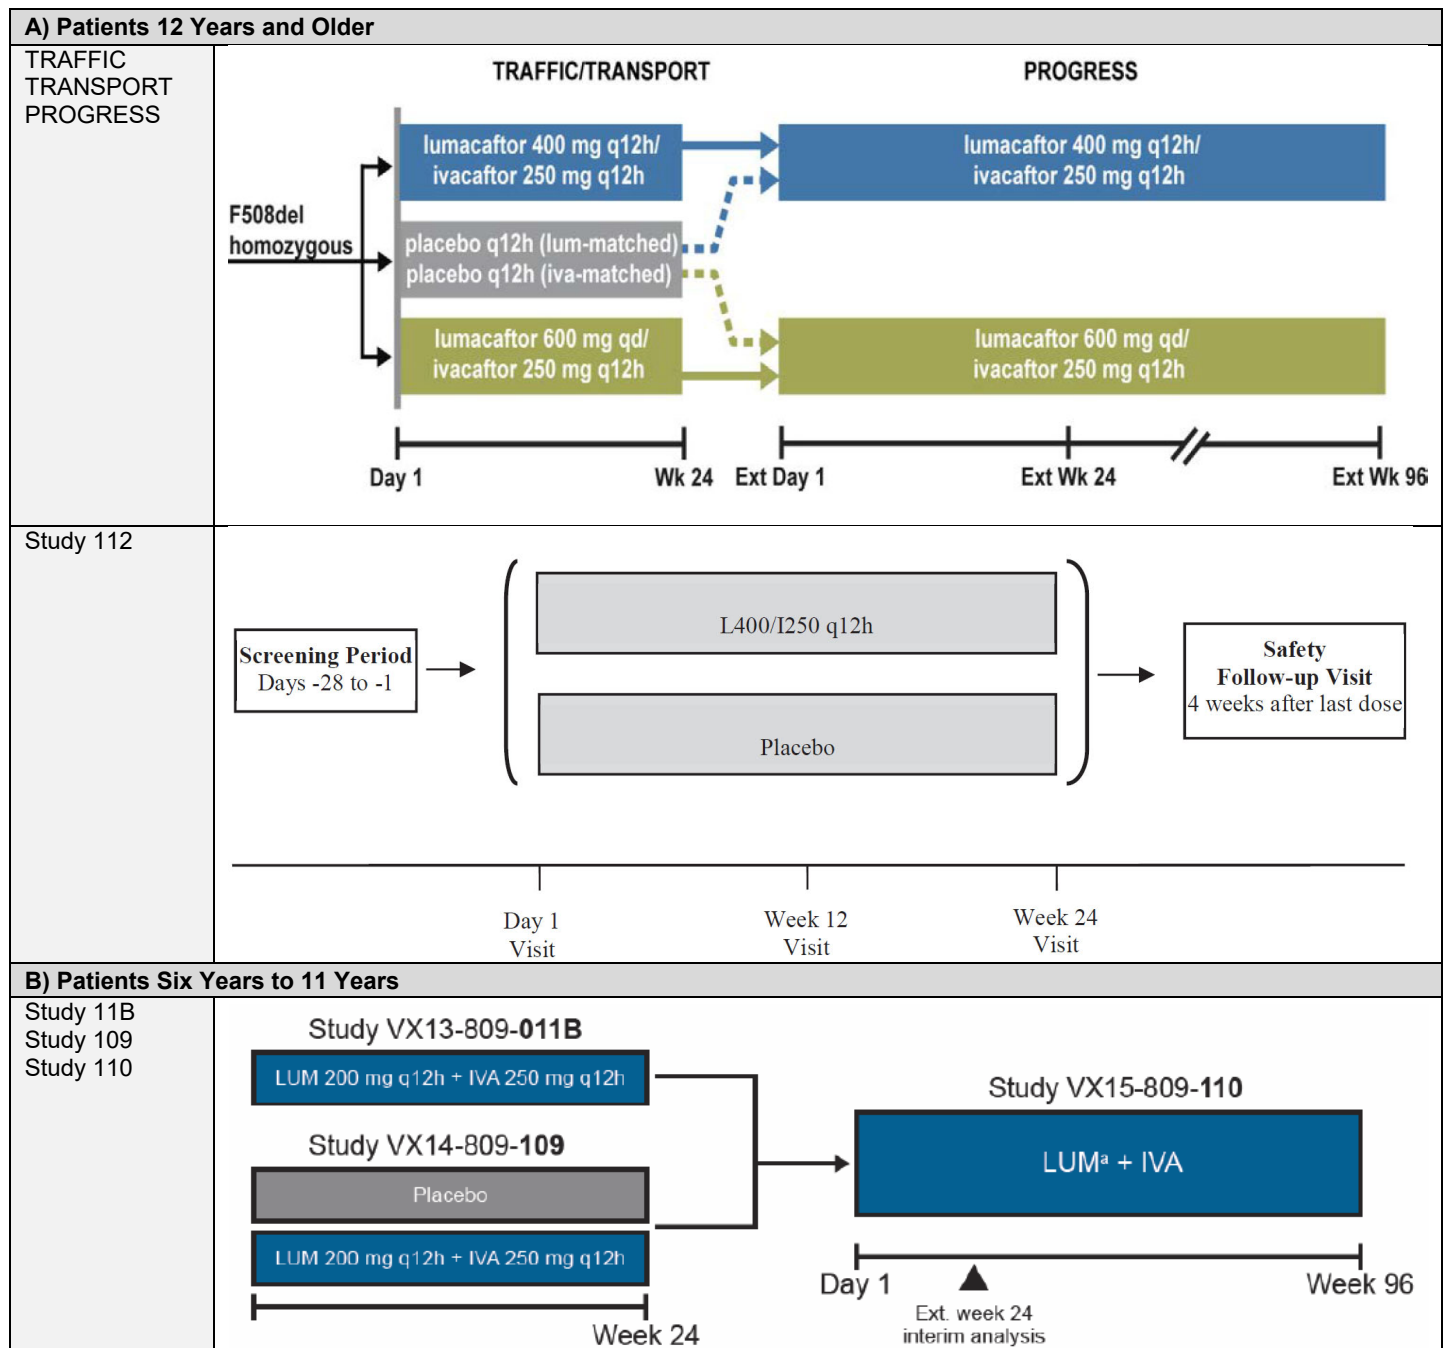 A) Patients 12 Years and Older
TRAFFIC
TRANSPORT
PROGRESS
TRAFFIC/TRANSPORT
PROGRESS
F508del
homozygous
lumacaftor 400 mg q12h/
ivacaftor 250 mg q12h
lumacaftor 400 mg q12h/
ivacaftor 250 mg q12h
placebo q12h (lum-matched)
placebo q12h (iva-matched)
lumacaftor 600 mg qd/
ivacaftor 250 mg q12h
lumacaftor 600 mg qd/
ivacaftor 250 mg q12h
Day 1
Wk 24
Ext Day 1
Ext Wk 24
Ext Wk 96
Study 112
Screening Period
Days -28 to -1
L400/I250 q12h
Placebo
Safety
Follow-up Visit
4 weeks after last dose
Day 1
Visit
Week 12
Visit
Week 24
Visit
B) Patients Six Years to 11 Years
Study 11B
Study 109
Study 110
Study VX13-809-011B
LUM 200 mg q12h + IVA 250 mg q12h
Study VX14-809-109
Placebo
LUM 200 mg q12h + IVA 250 mg q12h
Week 24
Study VX15-809-110
LUMᵃ + IVA
Day 1
Week 96
Ext. week 24
interim analysis